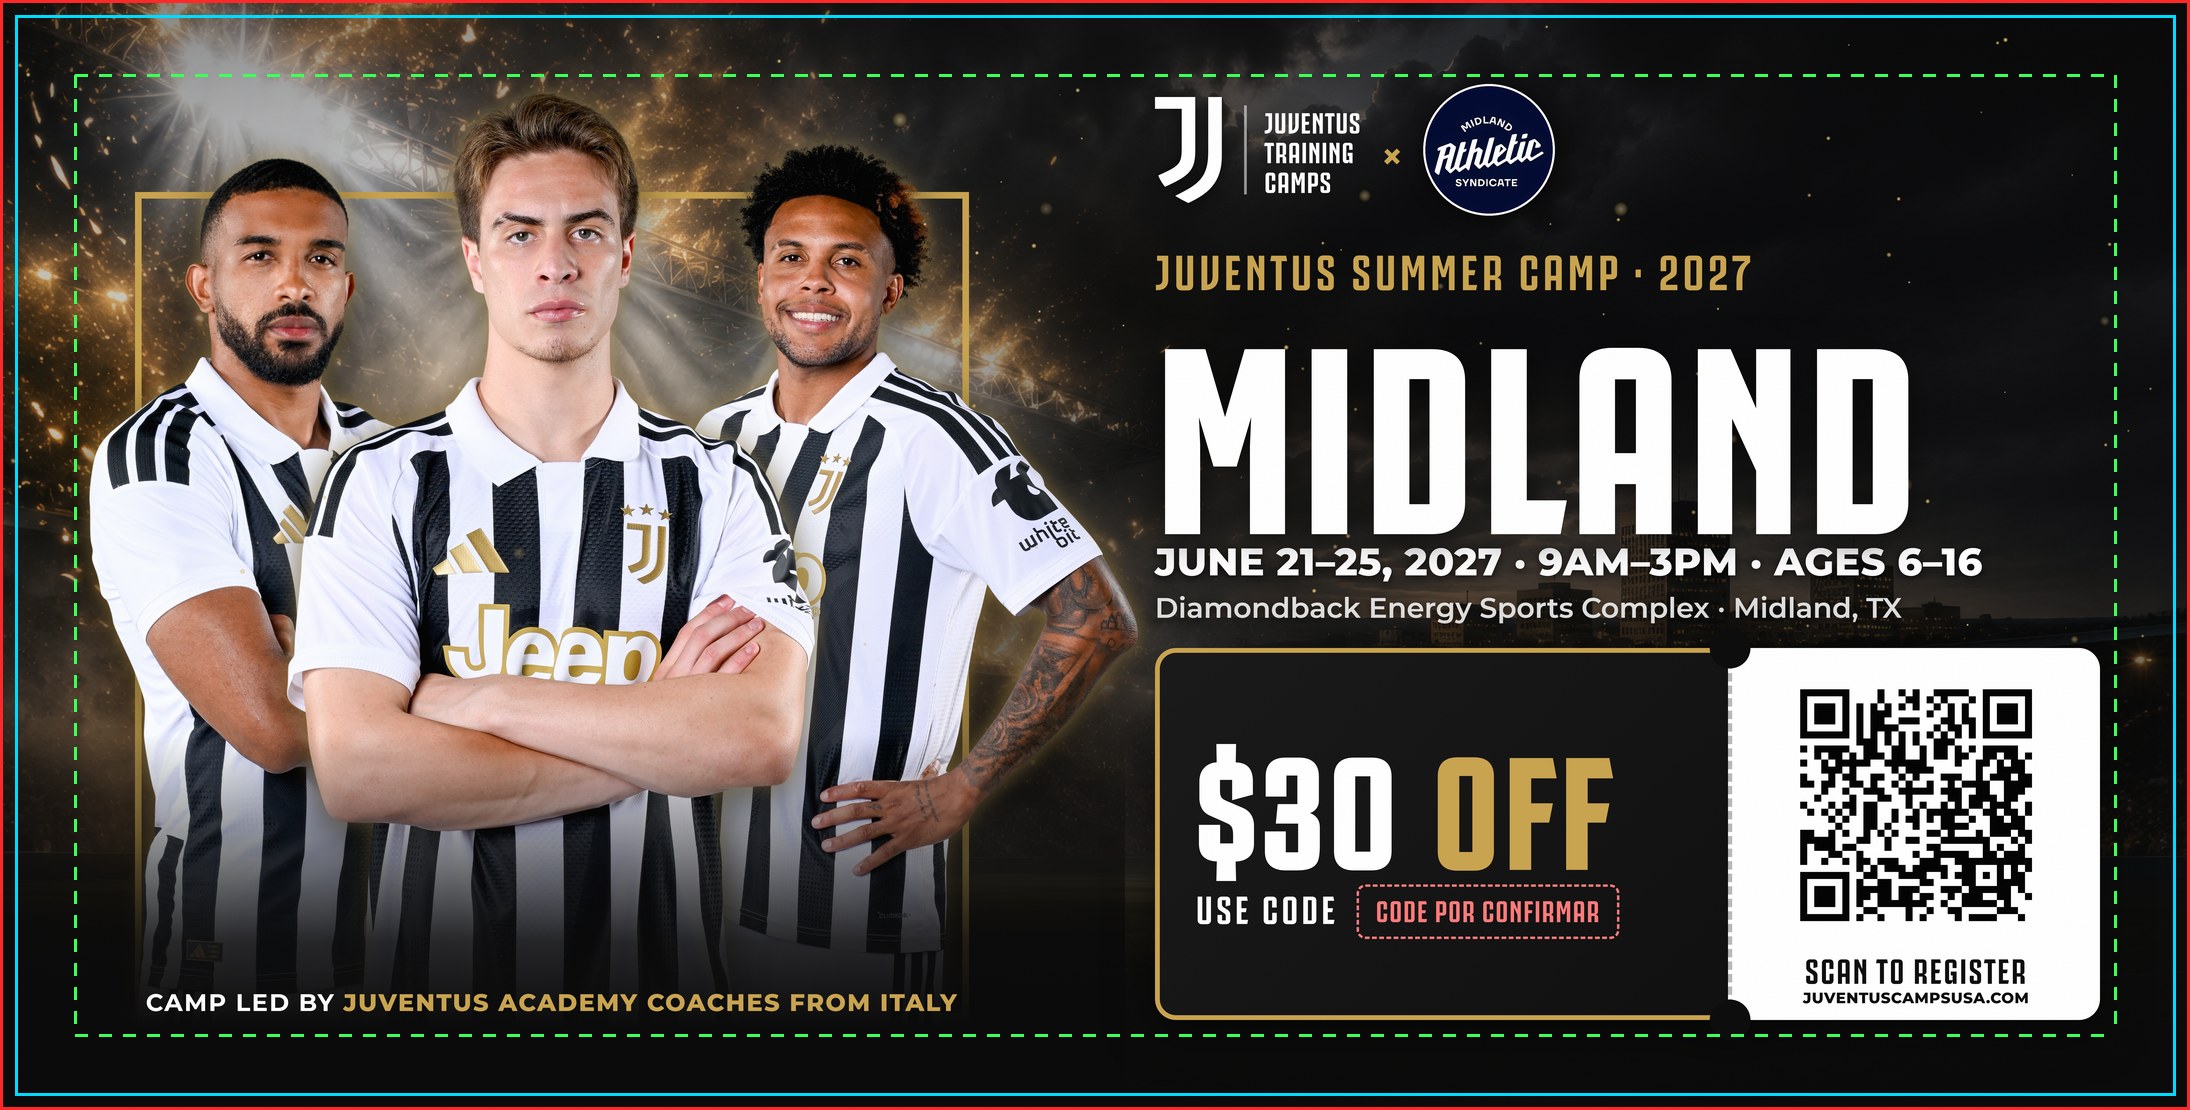 JUVENTUS
TRAINING
CAMPS
×
MIDLAND
Athletic
SYNDICATE
JUVENTUS SUMMER CAMP · 2027
MIDLAND
JUNE 21–25, 2027 • 9AM–3PM • AGES 6–16
Diamondback Energy Sports Complex · Midland, TX
$30 OFF
USE CODE CODE POR CONFIRMAR
SCAN TO REGISTER
JUVENTUSCAMPSUSA.COM
white
bit
Jeep
CAMP LED BY JUVENTUS ACADEMY COACHES FROM ITALY